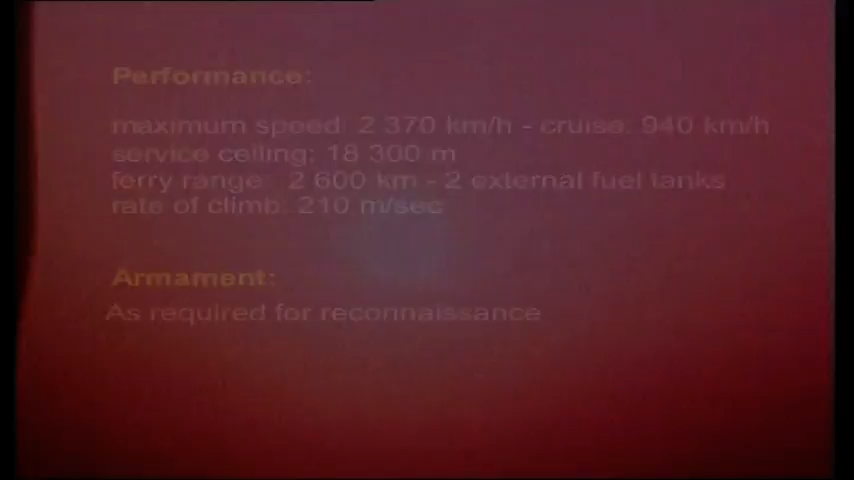 Performance:
maximum speed: 2 370 km/h - cruise: 940 km/h
service ceiling: 18 300 m
ferry range: 2 600 km - 2 external fuel tanks
rate of climb: 210 m/sec
Armament:
As required for reconnaissance